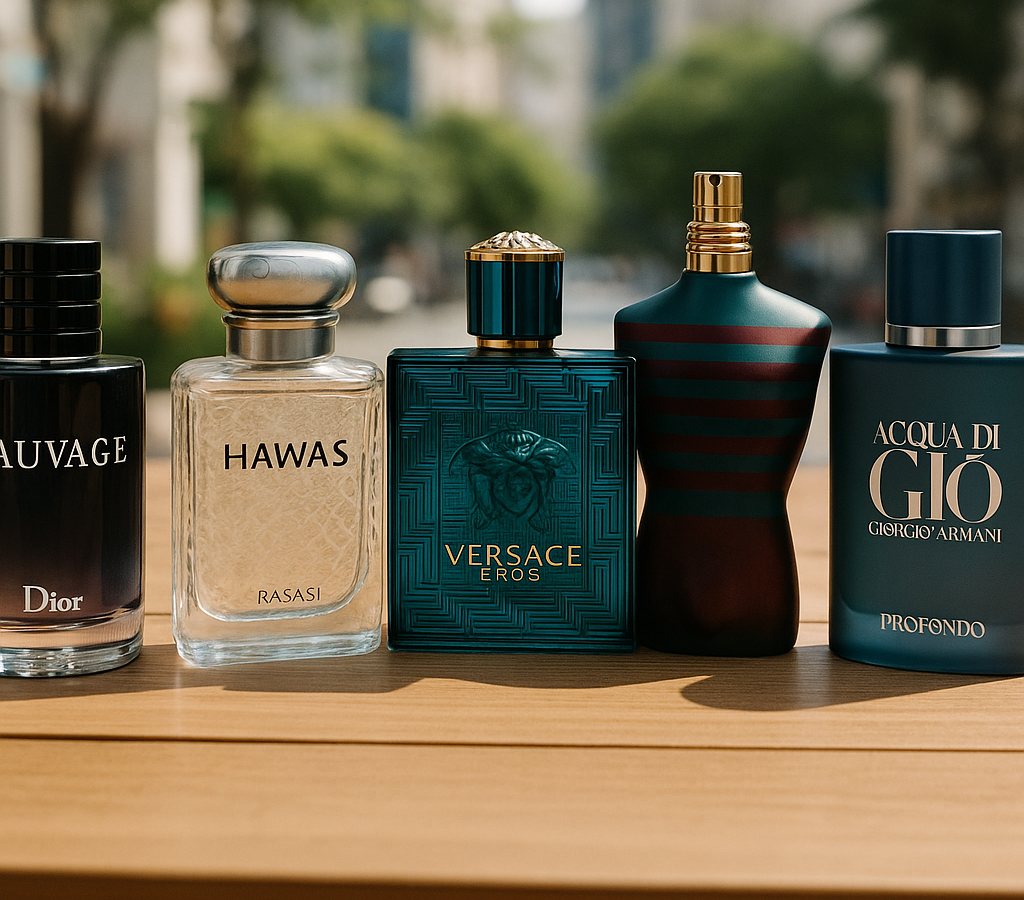 AUVAGE
Dior
HAWAS
RASASI
VERSACE
EROS
ACQUA DI
GIÒ
GIORGIO ARMANI
PROFONDO